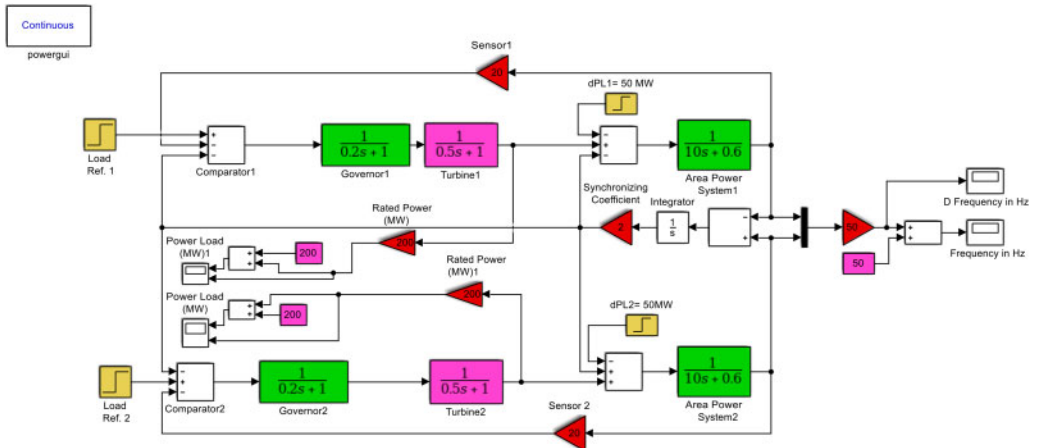 Continuous
powergui
Sensor1
20
dPL1= 50 MW
Load
Ref. 1
+
−
−
Comparator1
1
0.2s + 1
Governor1
1
0.5s + 1
Turbine1
−
+
−
1
10s + 0.6
Area Power
System1
Synchronizing
Coefficient
2
Integrator
1
s
−
+
50
50
+
+
D Frequency in Hz
Frequency in Hz
Rated Power
(MW)
200
Power Load
(MW)1
+
+
200
Rated Power
(MW)1
200
Power Load
(MW)
+
+
200
dPL2= 50MW
Load
Ref. 2
−
+
−
Comparator2
1
0.2s + 1
Governor2
1
0.5s + 1
Turbine2
−
+
+
1
10s + 0.6
Area Power
System2
Sensor 2
20